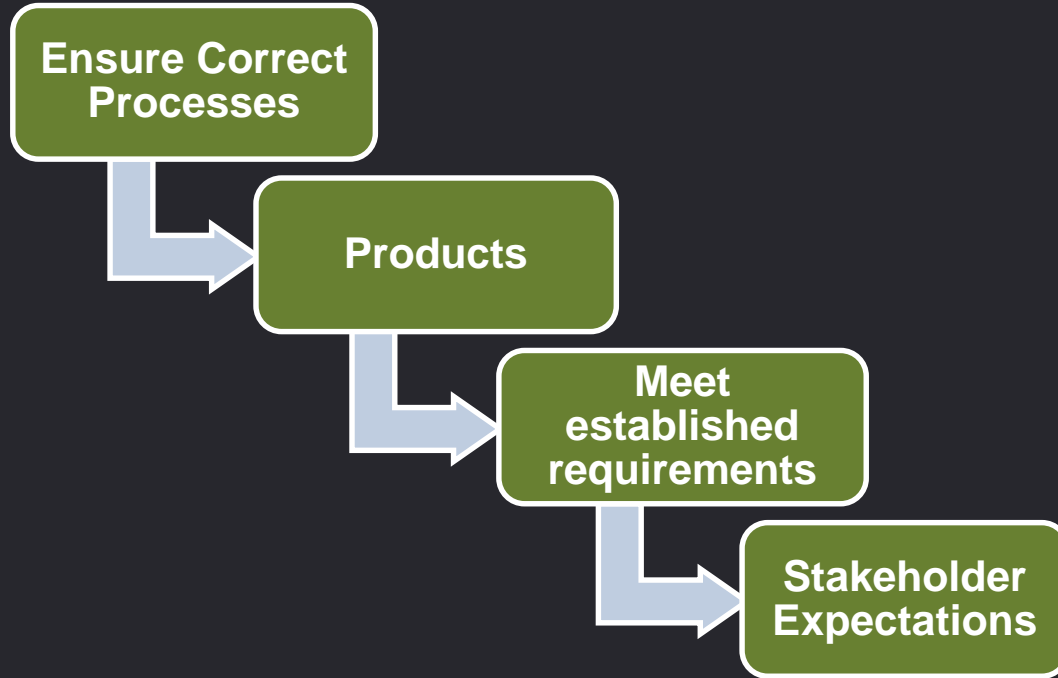 Ensure Correct
Processes
Products
Meet
established
requirements
Stakeholder
Expectations